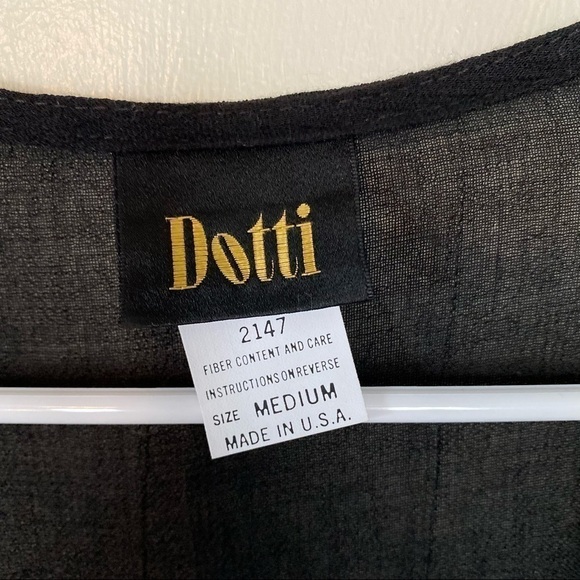 Dotti
2147
FIBER CONTENT AND CARE
INSTRUCTIONS ON REVERSE
SIZE MEDIUM
MADE IN U.S.A.